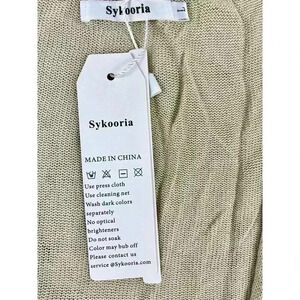 Sykooria
Sykooria
MADE IN CHINA
Use press cloth
Use cleaning net
Wash dark colors
separately
No optical
brighteners
Do not soak
Color may bub off
Please contact us
service @Sykooria.com